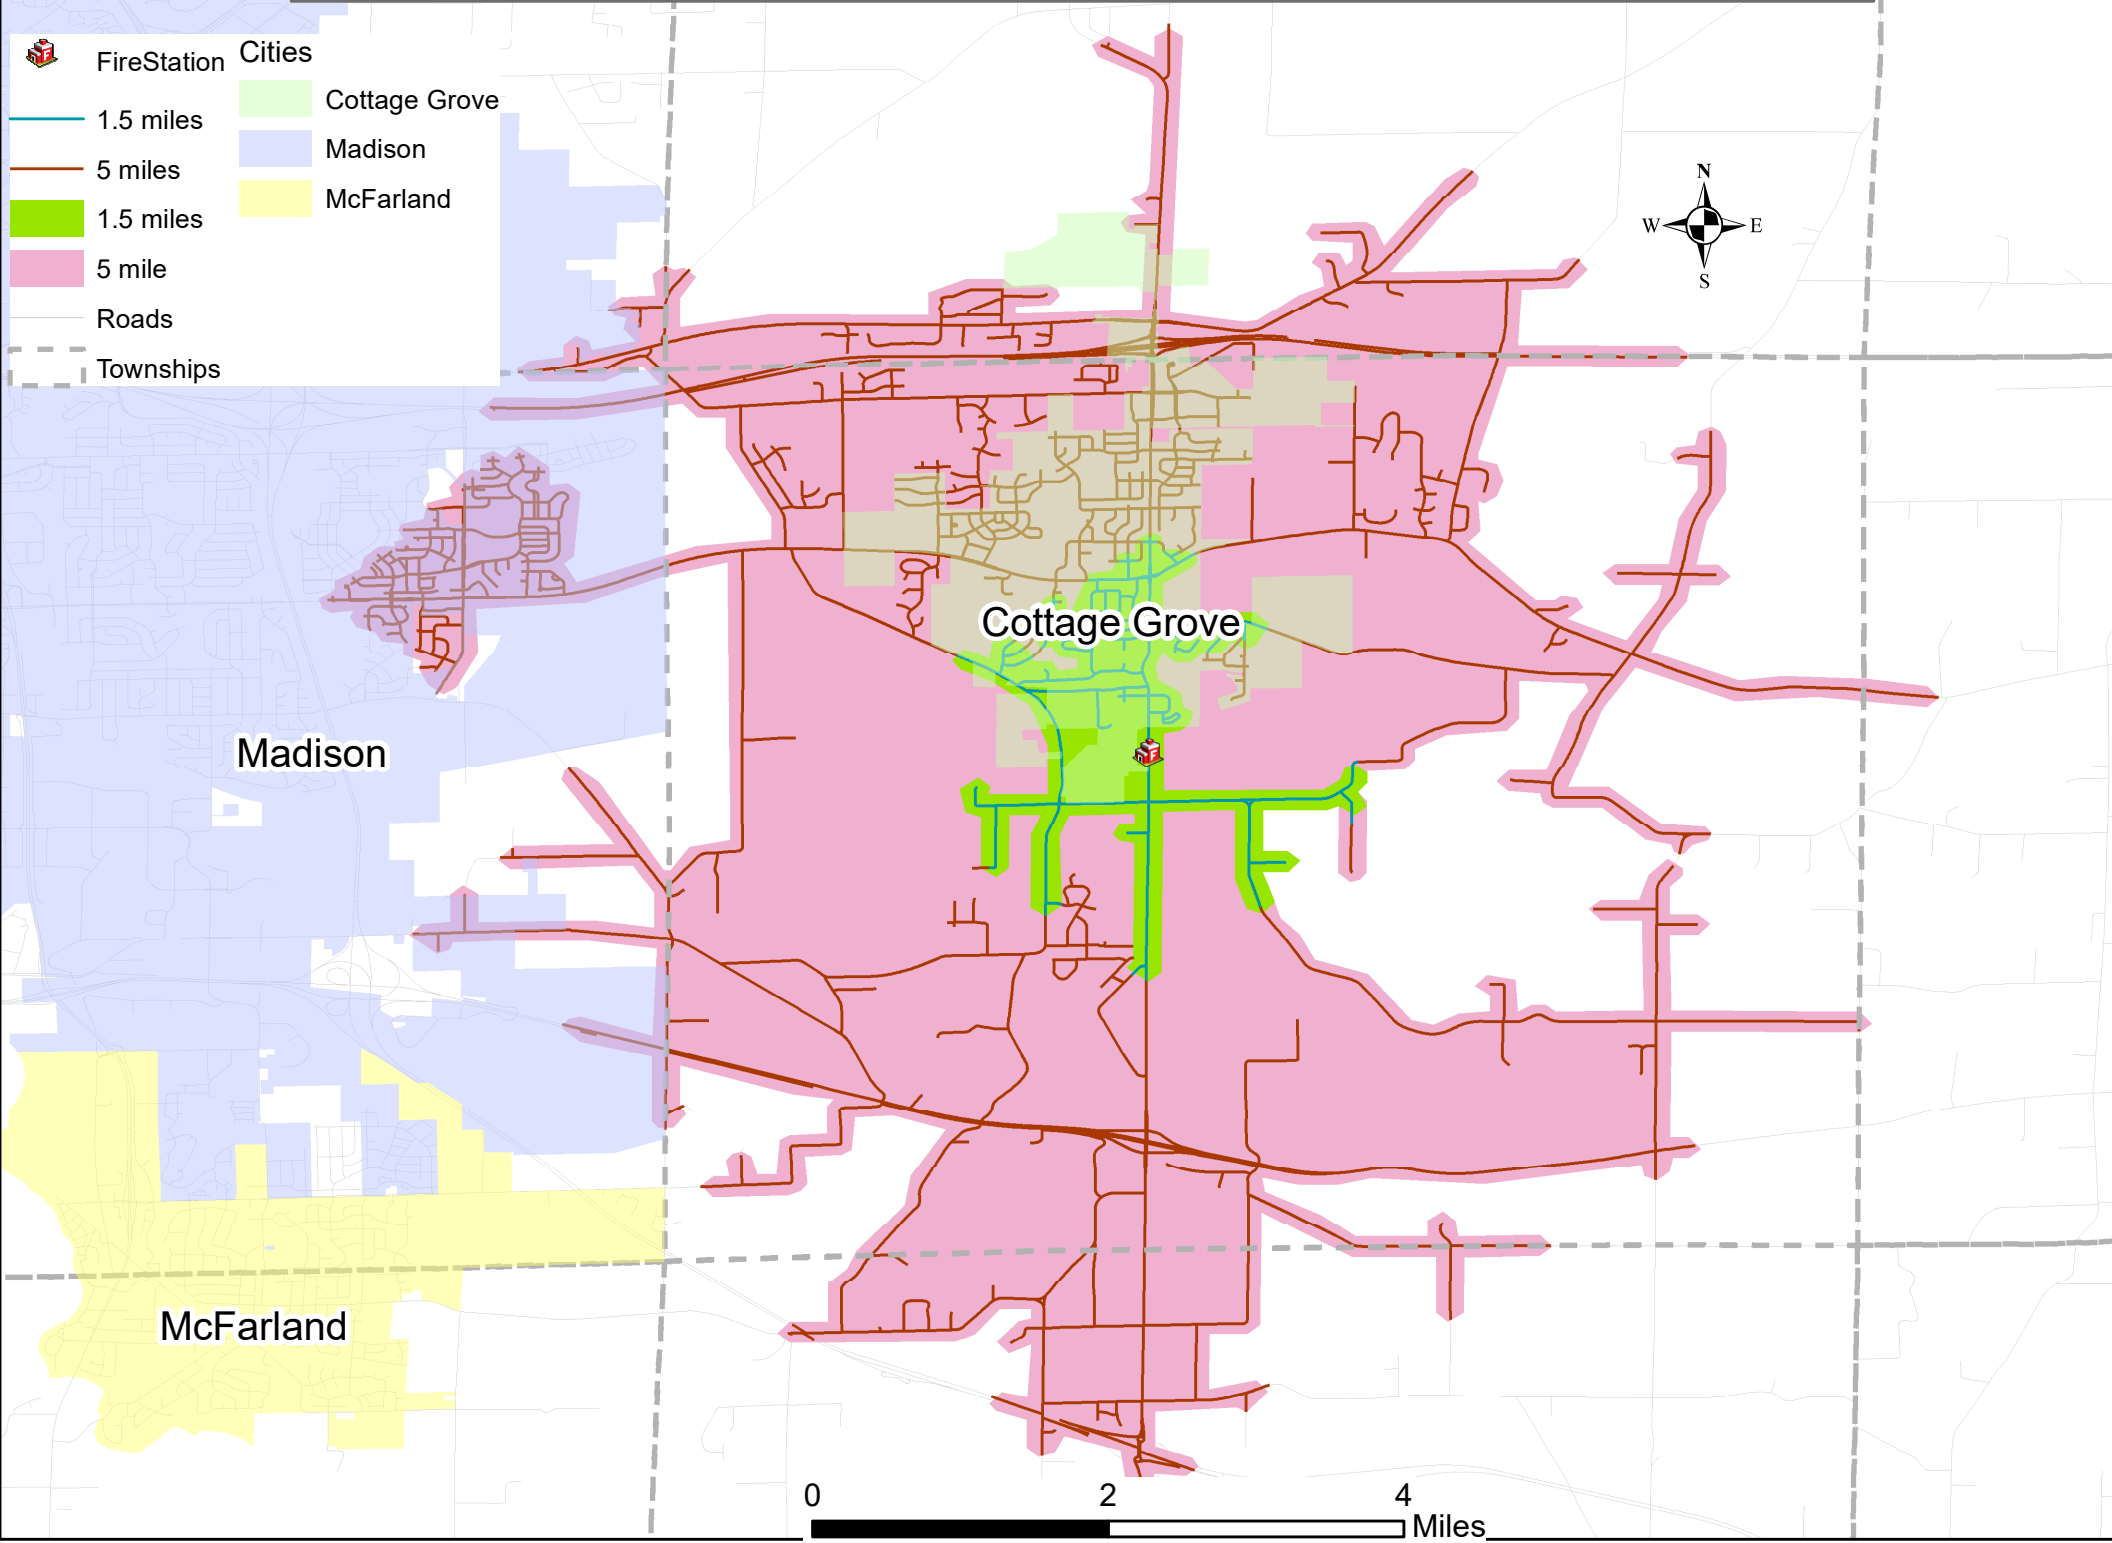 FireStation
1.5 miles
5 miles
1.5 miles
5 mile
Roads
Townships
Cities
Cottage Grove
Madison
McFarland
N
W E
S
F
Cottage Grove
Madison
McFarland
0 2 4
Miles